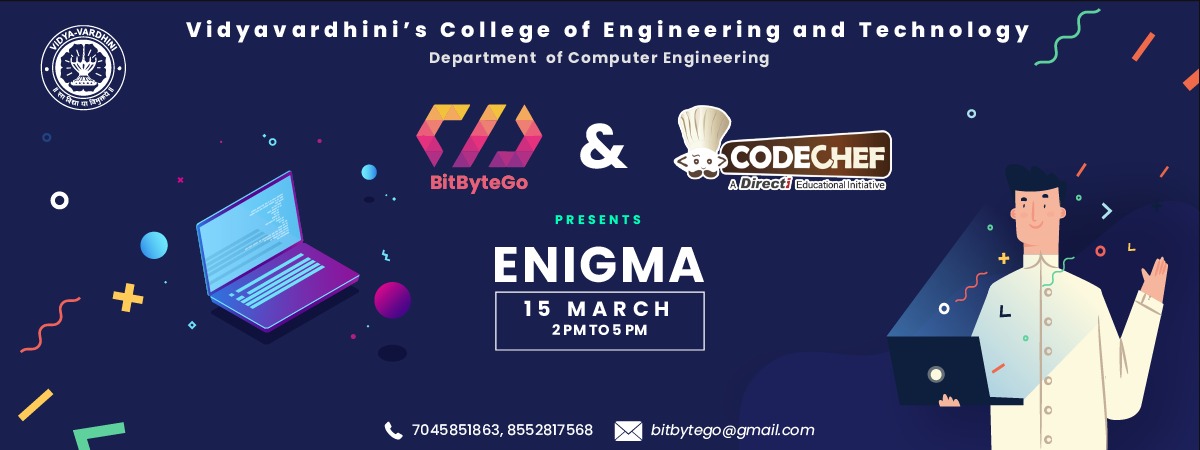 Vidyavardhini’s College of Engineering and Technology
Department of Computer Engineering
VIDYA-VARDHINI
॥ सा विद्या या विमुक्तये ॥
BitByteGo
&
CODECHEF
A Directi Educational Initiative
PRESENTS
ENIGMA
15 MARCH
2 PM TO 5 PM
7045851863, 8552817568
bitbytego@gmail.com